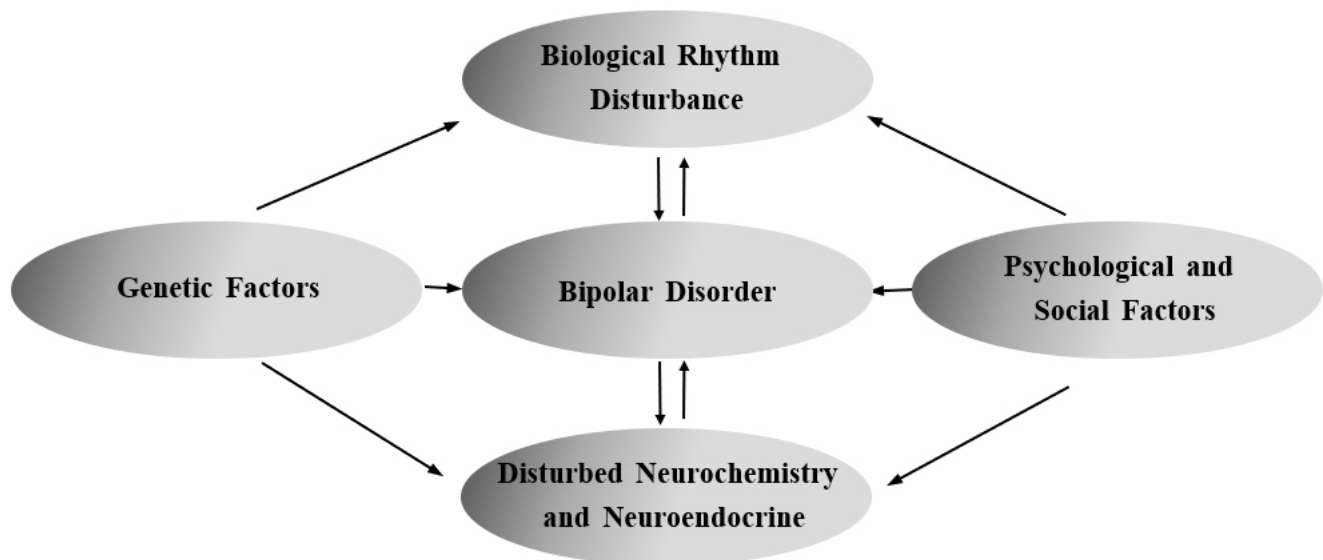 Biological Rhythm
Disturbance
Genetic Factors
Bipolar Disorder
Psychological and
Social Factors
Disturbed Neurochemistry
and Neuroendocrine